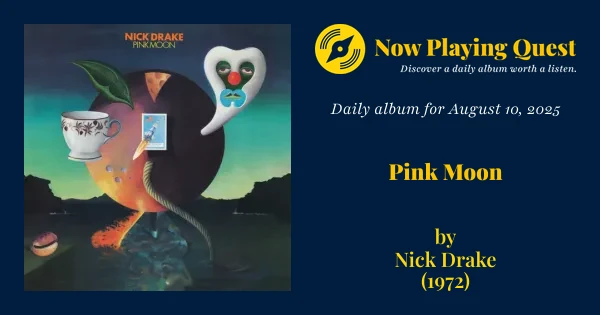 NICK DRAKE
PINK MOON
Now Playing Quest
Discover a daily album worth a listen.
Daily album for August 10, 2025
Pink Moon
by
Nick Drake
(1972)